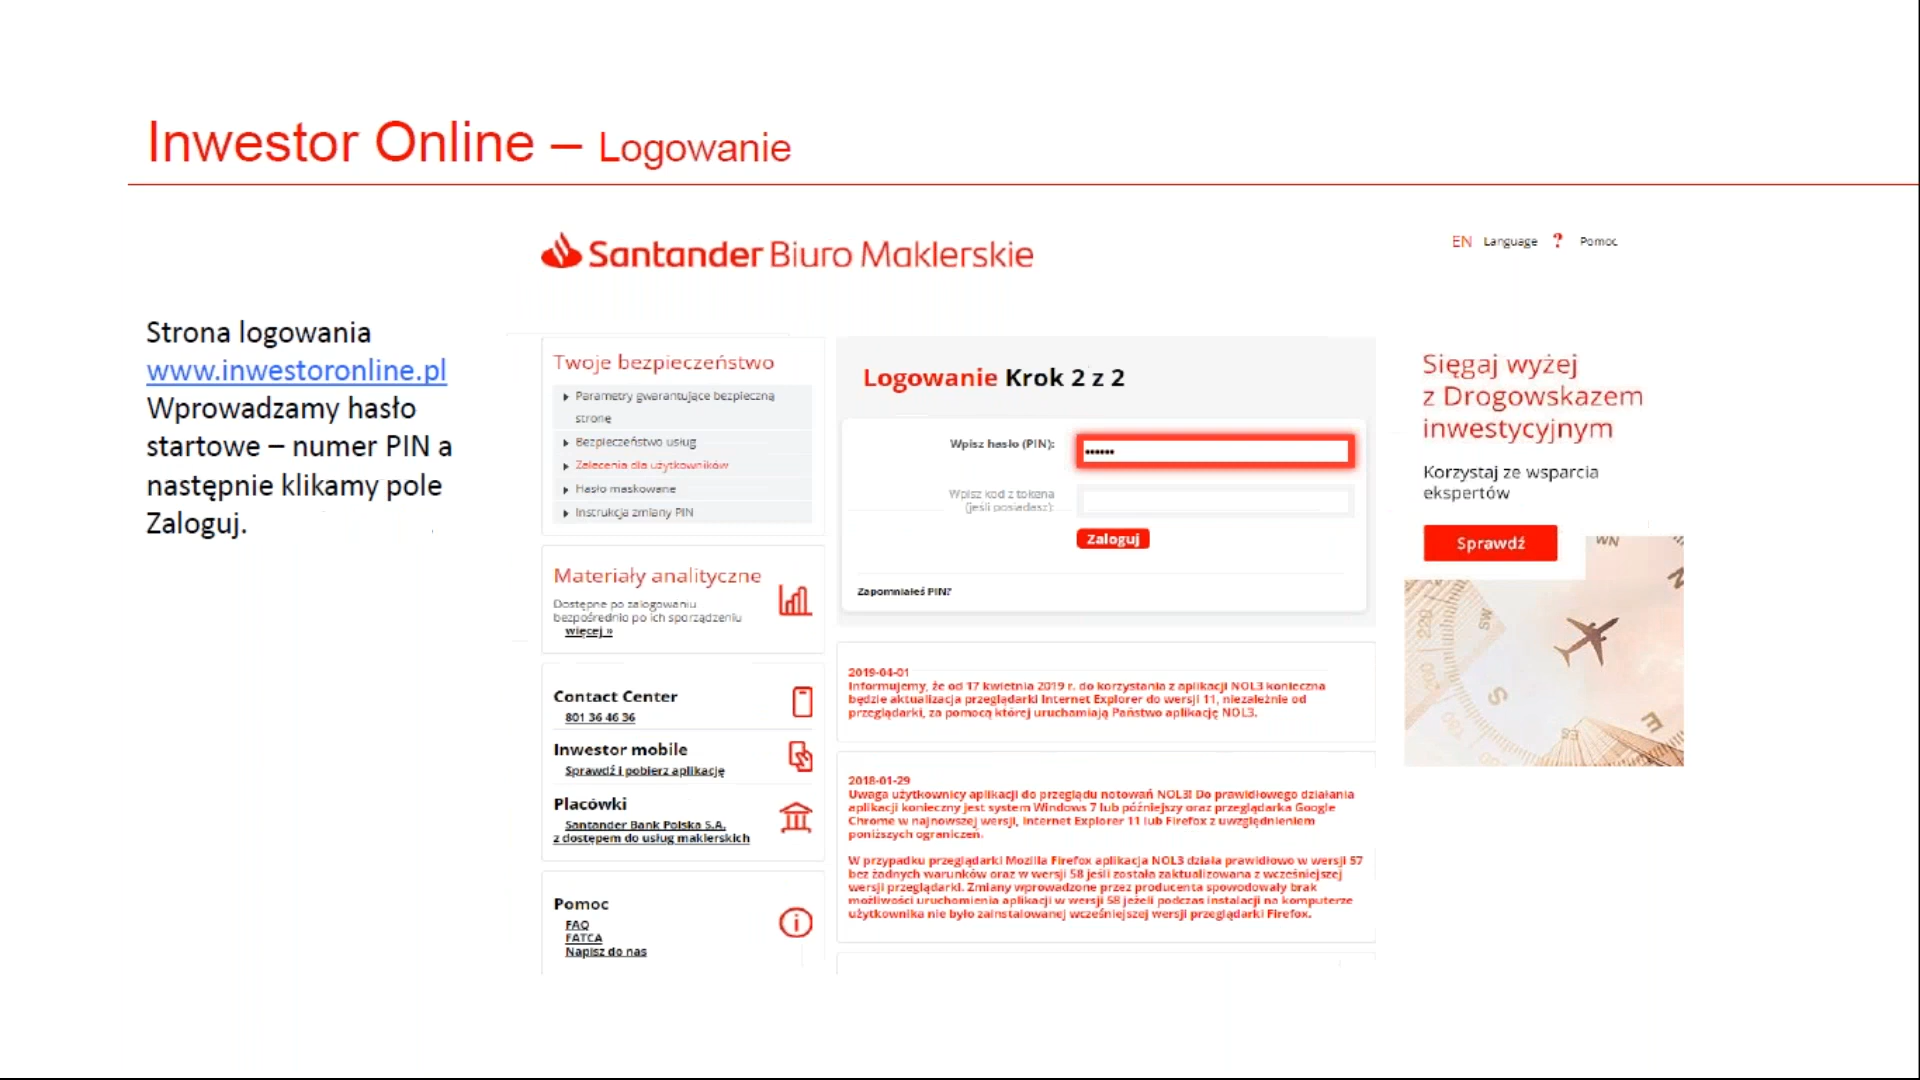 Inwestor Online – Logowanie
Santander Biuro Maklerskie
EN Language ? Pomoc
Strona logowania
www.inwestoronline.pl
Wprowadzamy hasło
startowe – numer PIN a
następnie klikamy pole
Zaloguj.
Twoje bezpieczeństwo
Parametry gwarantujące bezpieczną
stronę
Bezpieczeństwo usług
Zalecenia dla użytkowników
Hasło maskowane
Instrukcja zmiany PIN
Materiały analityczne
Dostępne po zalogowaniu
bezpośrednio po ich sporządzeniu
więcej »
Contact Center
801 36 46 36
Inwestor mobile
Sprawdź i pobierz aplikację
Placówki
Santander Bank Polska S.A.
z dostępem do usług maklerskich
Pomoc
FAQ
FATCA
Napisz do nas
Logowanie Krok 2 z 2
Wpisz hasło (PIN):
••••••
Wpisz kod z tokena
(jeśli posiadasz):
Zaloguj
Zapomniałeś PIN?
2019-04-01
Informujemy, że od 17 kwietnia 2019 r. do korzystania z aplikacji NOL3 konieczna
będzie aktualizacja przeglądarki Internet Explorer do wersji 11, niezależnie od
przeglądarki, za pomocą której uruchamiają Państwo aplikację NOL3.
2018-01-29
Uwaga użytkownicy aplikacji do przeglądu notowań NOL3! Do prawidłowego działania
aplikacji konieczny jest system Windows 7 lub późniejszy oraz przeglądarka Google
Chrome w najnowszej wersji, Internet Explorer 11 lub Firefox z uwzględnieniem
poniższych ograniczeń.
W przypadku przeglądarki Mozilla Firefox aplikacja NOL3 działa prawidłowo w wersji 57
bez żadnych warunków oraz w wersji 58 jeśli została zaktualizowana z wcześniejszej
wersji przeglądarki. Zmiany wprowadzone przez producenta spowodowały brak
możliwości uruchomienia aplikacji w wersji 58 jeżeli podczas instalacji na komputerze
użytkownika nie było zainstalowanej wcześniejszej wersji przeglądarki Firefox.
Sięgaj wyżej
z Drogowskazem
inwestycyjnym
Korzystaj ze wsparcia
ekspertów
Sprawdź
WN
SW
S
SE
E